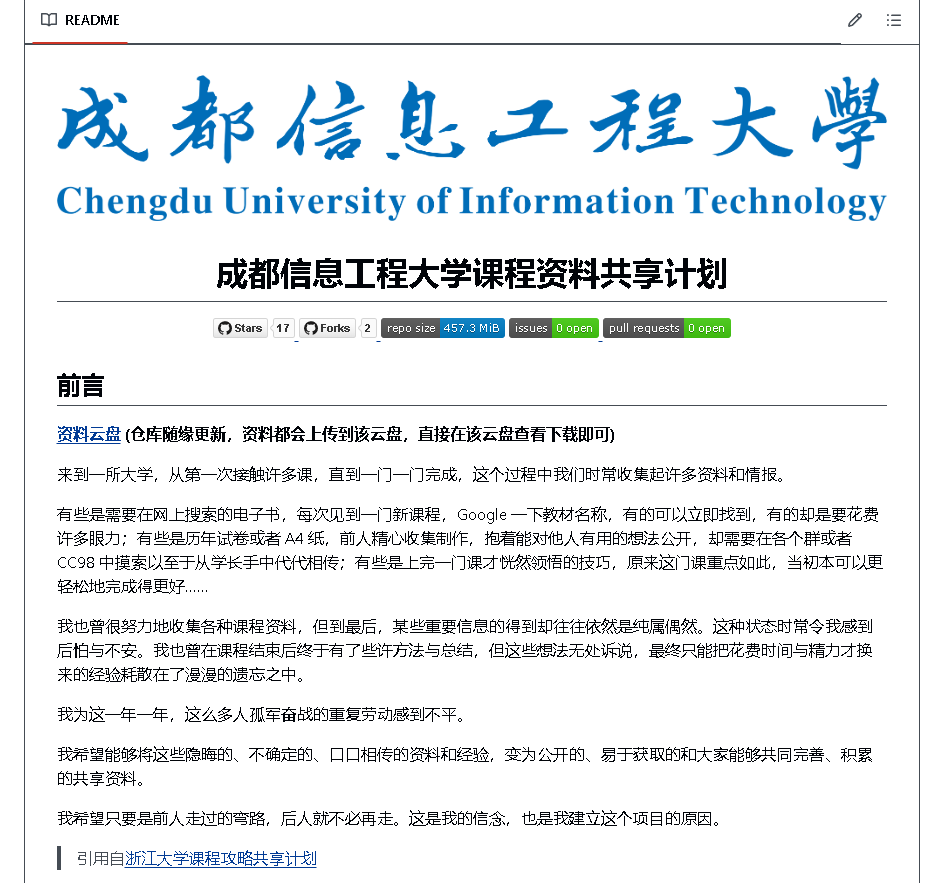 README
成都信息工程大學
Chengdu University of Information Technology
成都信息工程大学课程资料共享计划
Stars 17 Forks 2 repo size 457.3 MiB issues 0 open pull requests 0 open
前言
资料云盘 (仓库随缘更新，资料都会上传到该云盘，直接在该云盘查看下载即可)
来到一所大学，从第一次接触许多课，直到一门一门完成，这个过程中我们时常收集起许多资料和情报。
有些是需要在网上搜索的电子书，每次见到一门新课程，Google 一下教材名称，有的可以立即找到，有的却是要花费
许多眼力；有些是历年试卷或者 A4 纸，前人精心收集制作，抱着能对他人有用的想法公开，却需要在各个群或者
CC98 中摸索以至于从学长手中代代相传；有些是上完一门课才恍然领悟的技巧，原来这门课重点如此，当初本可以更
轻松地完成得更好......
我也曾很努力地收集各种课程资料，但到最后，某些重要信息的得到却往往依然是纯属偶然。这种状态时常令我感到
后怕与不安。我也曾在课程结束后终于有了些许方法与总结，但这些想法无处诉说，最终只能把花费时间与精力才换
来的经验耗散在了漫漫的遗忘之中。
我为这一年一年，这么多人孤军奋战的重复劳动感到不平。
我希望能够将这些隐晦的、不确定的、口口相传的资料和经验，变为公开的、易于获取的和大家能够共同完善、积累
的共享资料。
我希望只要是前人走过的弯路，后人就不必再走。这是我的信念，也是我建立这个项目的原因。
引用自浙江大学课程攻略共享计划